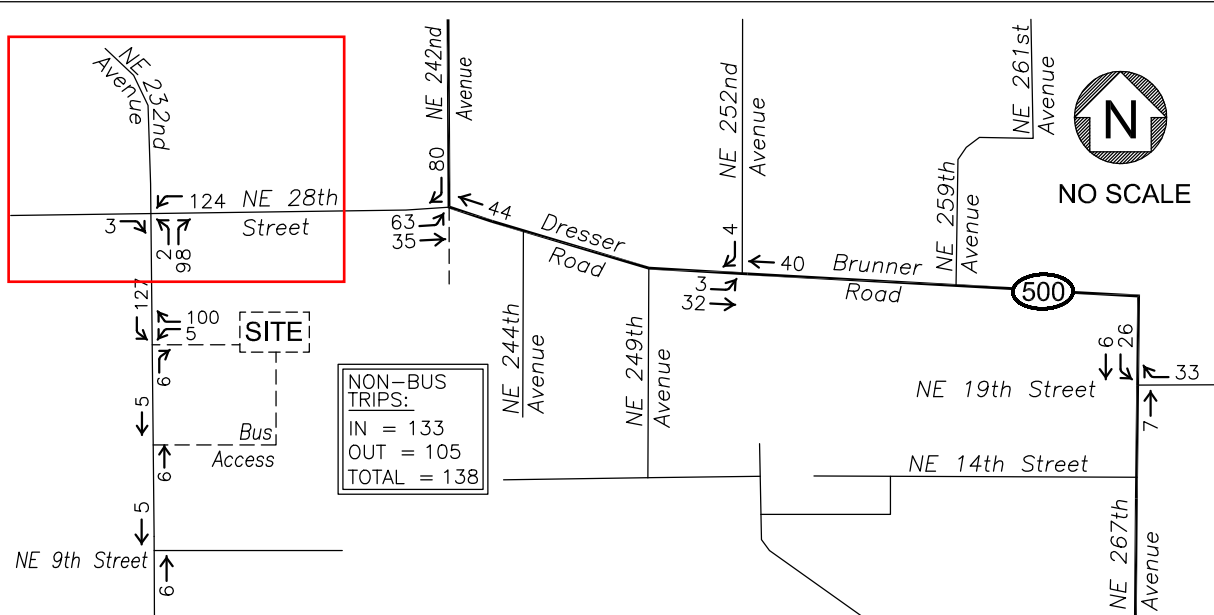 NE 232nd
Avenue
NE 242nd
Avenue
NE 252nd
Avenue
NE 261st
Avenue
N
NO SCALE
80
124
NE 28th
Street
3
2
98
63
35
44
Dresser
Road
4
3
32
40
Brunner
Road
NE 259th
Avenue
500
127
100
5
SITE
6
NE 244th
Avenue
NE 249th
Avenue
6
26
33
NE 19th Street
7
NON-BUS
TRIPS:
IN = 133
OUT = 105
TOTAL = 138
5
Bus
Access
6
NE 14th Street
5
NE 9th Street
6
NE 267th
Avenue